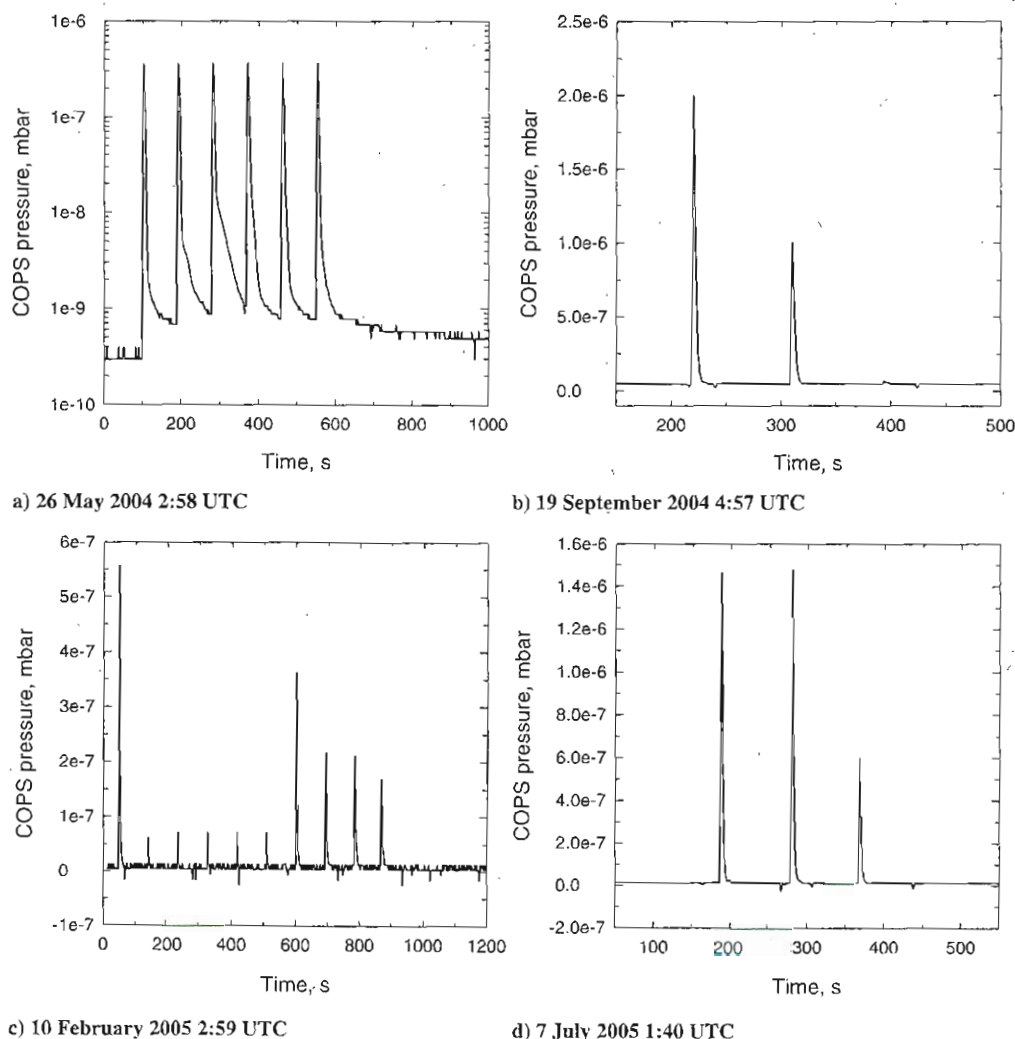 1e-6
1e-7
1e-8
1e-9
1e-10
COPS pressure, mbar
0 200 400 600 800 1000
Time, s
a) 26 May 2004 2:58 UTC
2.5e-6
2.0e-6
1.5e-6
1.0e-6
5.0e-7
0.0
COPS pressure, mbar
200 300 400 500
Time, s
b) 19 September 2004 4:57 UTC
6e-7
5e-7
4e-7
3e-7
2e-7
1e-7
0
-1e-7
COPS pressure, mbar
0 200 400 600 800 1000 1200
Time, s
c) 10 February 2005 2:59 UTC
1.6e-6
1.4e-6
1.2e-6
1.0e-6
8.0e-7
6.0e-7
4.0e-7
2.0e-7
0.0
-2.0e-7
COPS pressure, mbar
100 200 300 400 500
Time, s
d) 7 July 2005 1:40 UTC